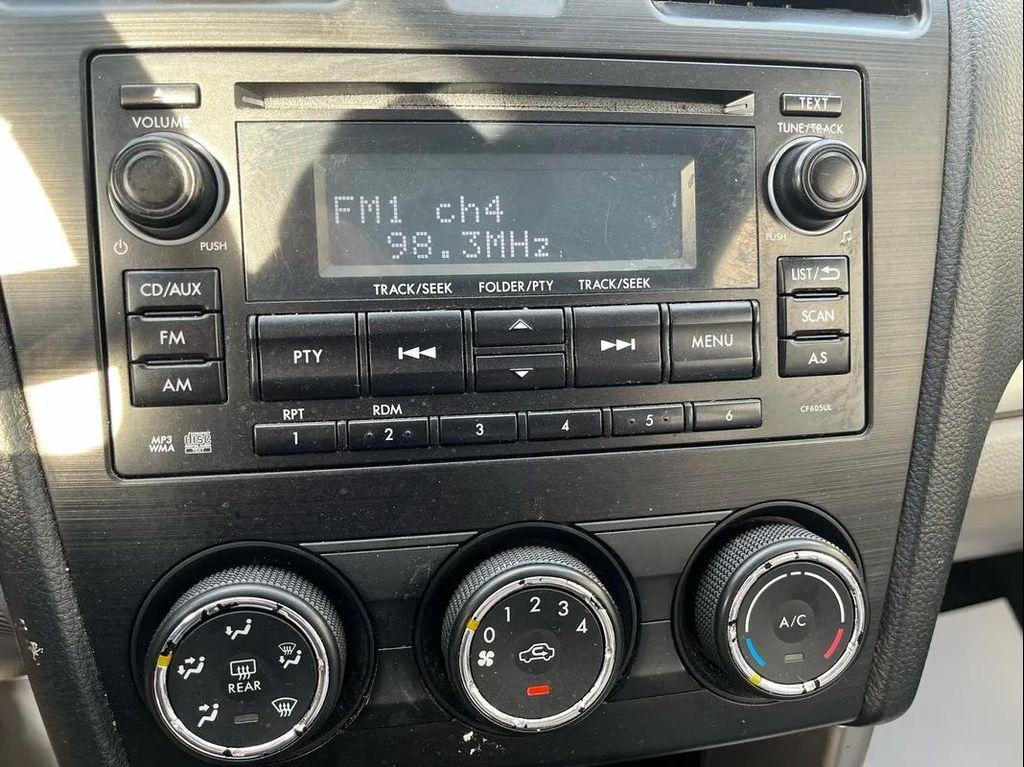 TEXT
VOLUME
TUNE/TRACK
FM1 ch4
98.3MHz
PUSH
PUSH
TRACK/SEEK FOLDER/PTY TRACK/SEEK
CD/AUX
LIST/
FM
PTY
MENU
SCAN
AM
A.S
RPT RDM
1 2 3 4 5 6
CF605UL
MP3
WMA
TEXT
REAR
0 1 2 3 4
A/C